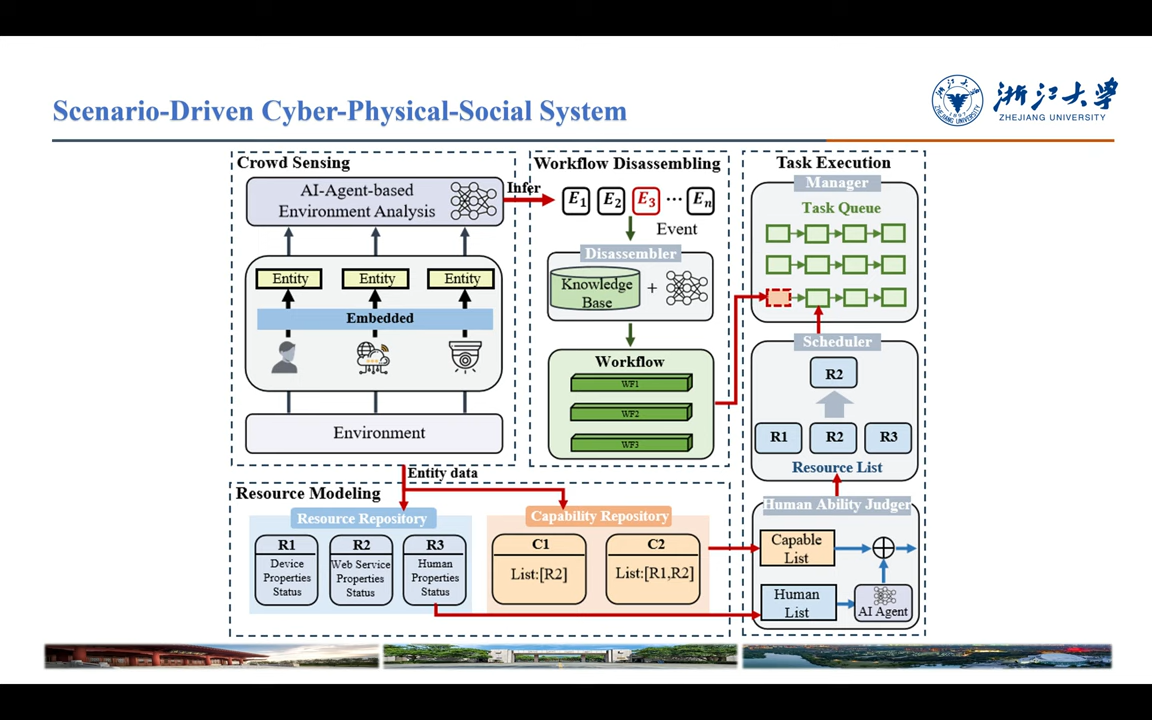 Scenario-Driven Cyber-Physical-Social System
浙江大学
ZHEJIANG UNIVERSITY
Crowd Sensing
AI-Agent-based
Environment Analysis
Entity
Entity
Entity
Embedded
Environment
Infer
Workflow Disassembling
E1
E2
E3
...
En
Event
Disassembler
Knowledge
Base
+
Workflow
WF1
WF2
WF3
Task Execution
Manager
Task Queue
Scheduler
R2
R1
R2
R3
Resource List
Human Ability Judger
Capable
List
Human
List
AI Agent
Entity data
Resource Modeling
Resource Repository
R1
Device
Properties
Status
R2
Web Service
Properties
Status
R3
Human
Properties
Status
Capability Repository
C1
List:[R2]
C2
List:[R1,R2]